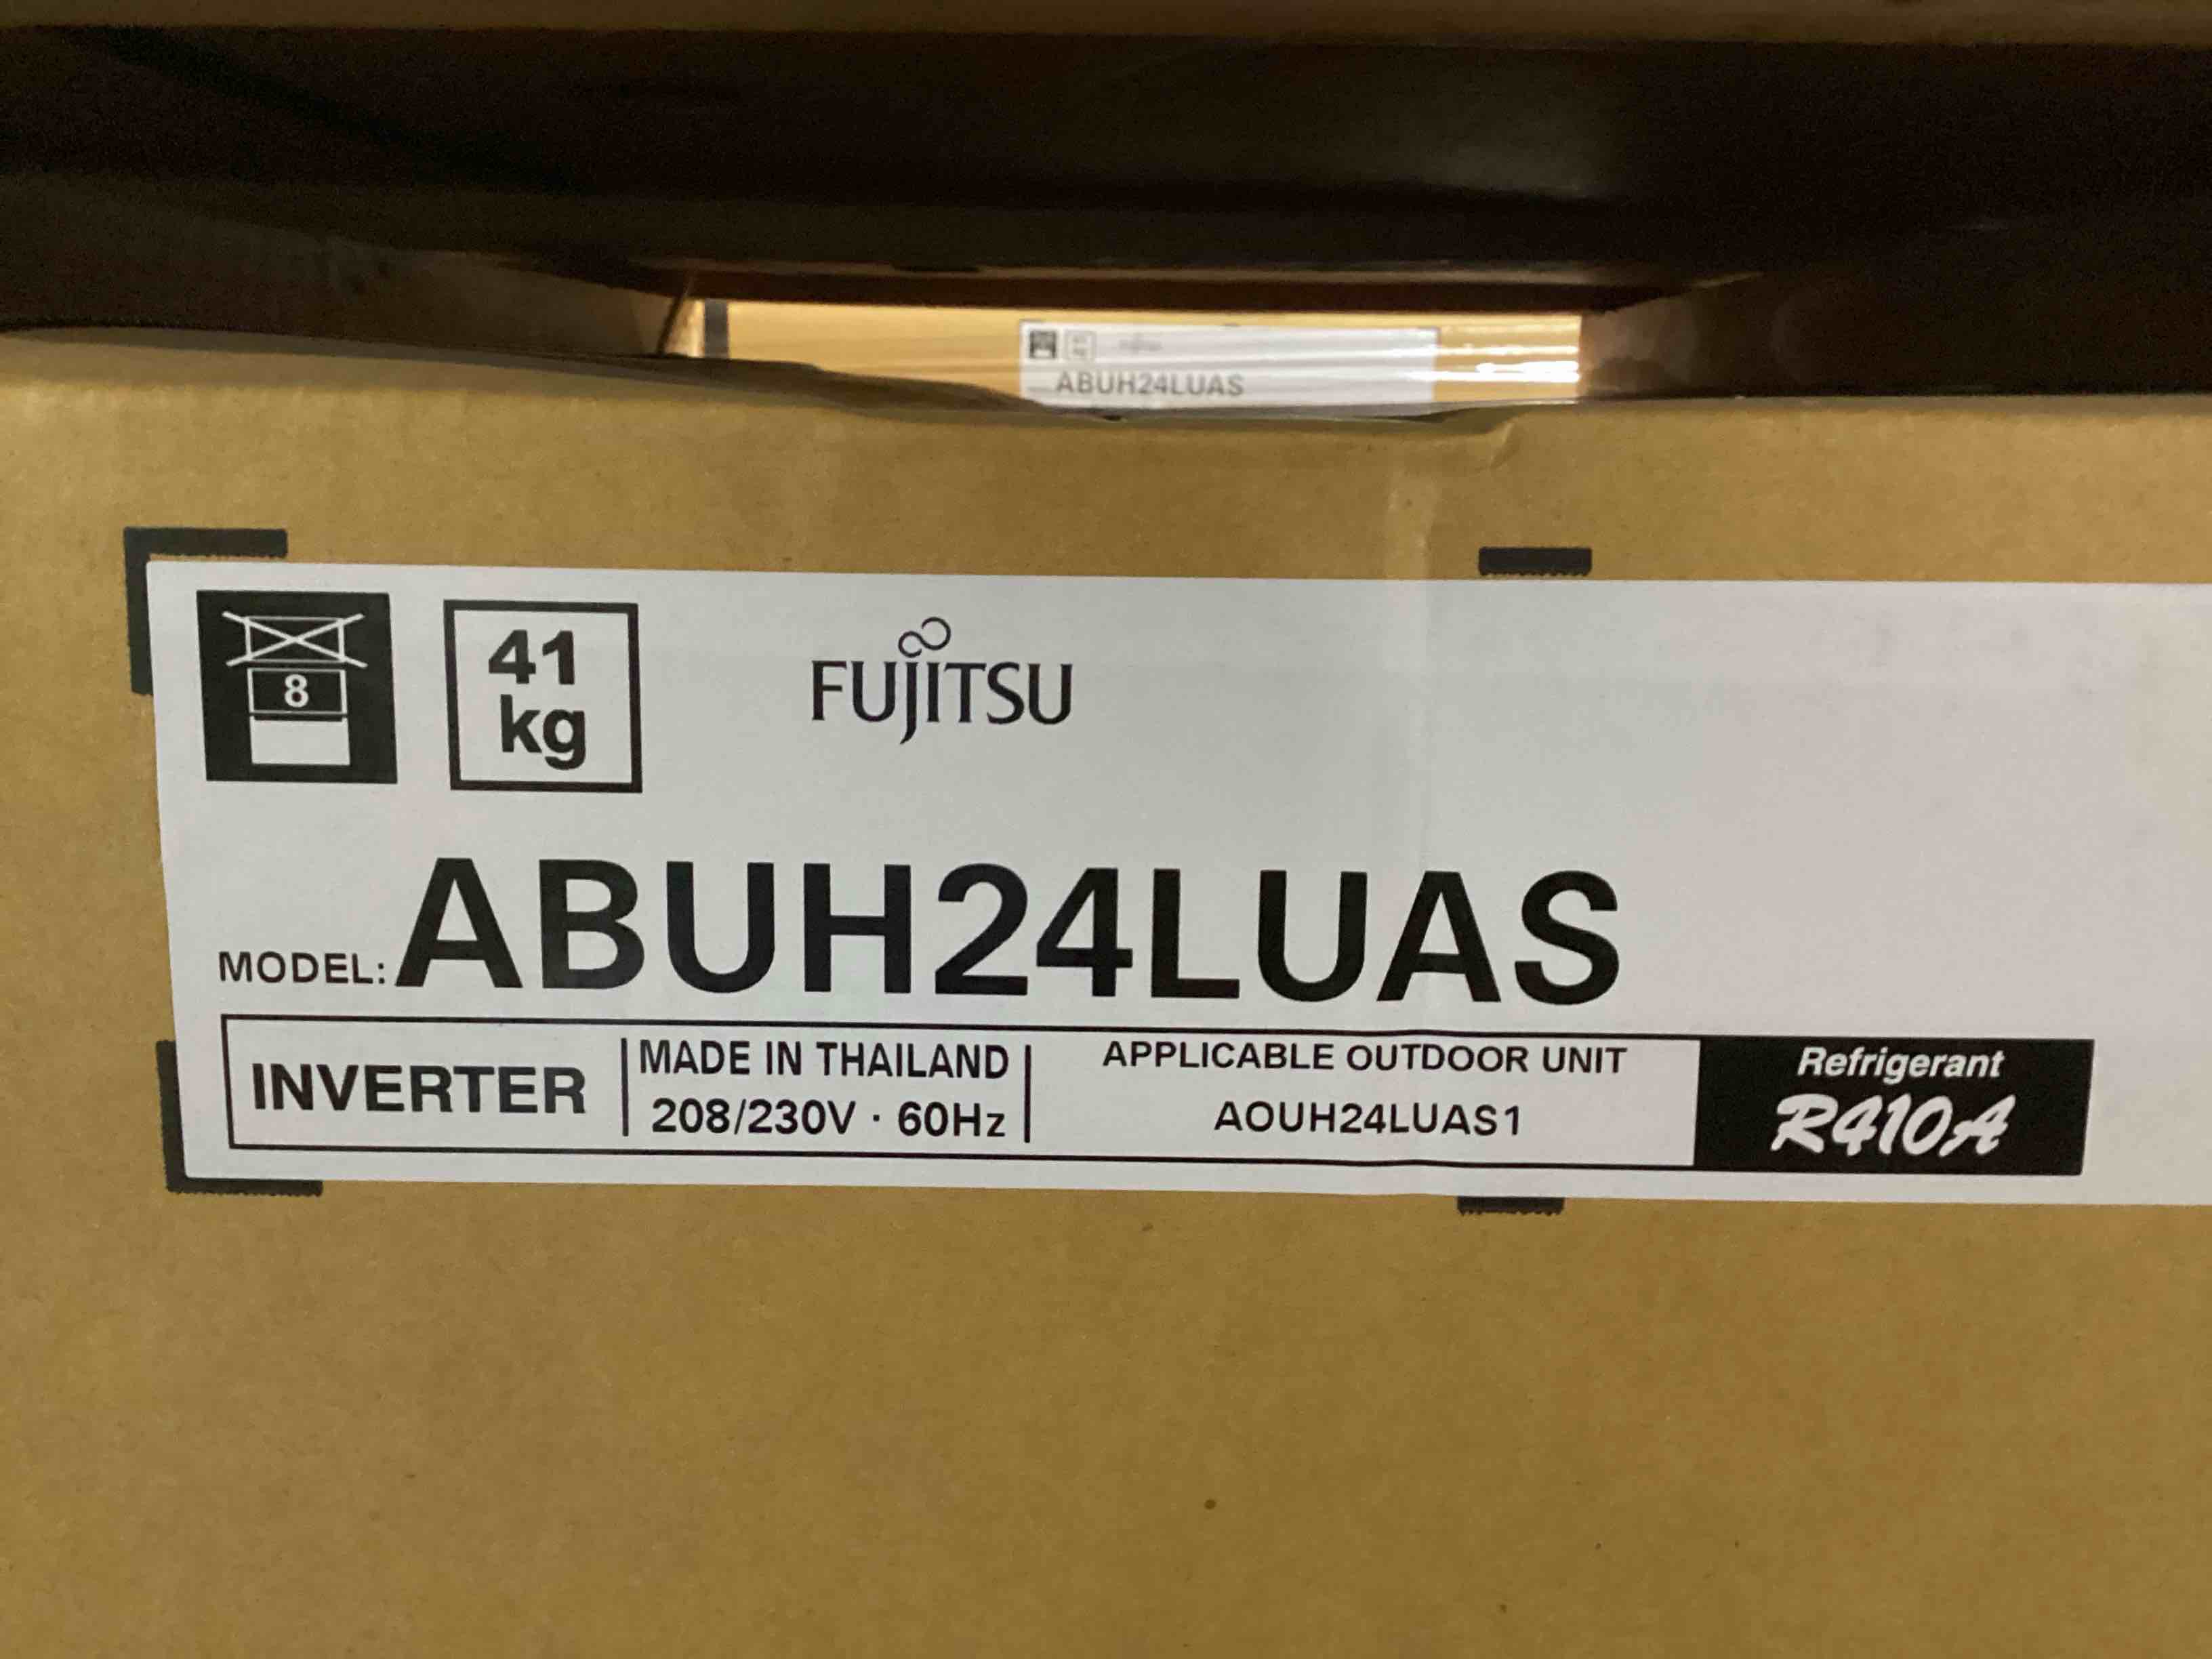 ABUH24LUAS
8
41
kg
FUJITSU
MODEL: ABUH24LUAS
INVERTER
MADE IN THAILAND
208/230V · 60Hz
APPLICABLE OUTDOOR UNIT
AOUH24LUAS1
Refrigerant
R410A